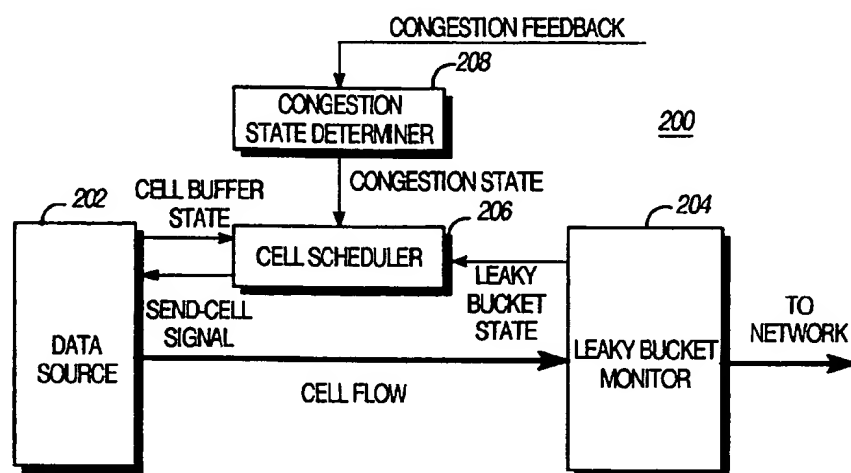 CONGESTION FEEDBACK
208
CONGESTION
STATE DETERMINER
200
CONGESTION STATE
202
CELL BUFFER
STATE
206
204
CELL SCHEDULER
LEAKY
BUCKET
STATE
SEND-CELL
SIGNAL
DATA
SOURCE
CELL FLOW
LEAKY BUCKET
MONITOR
TO
NETWORK